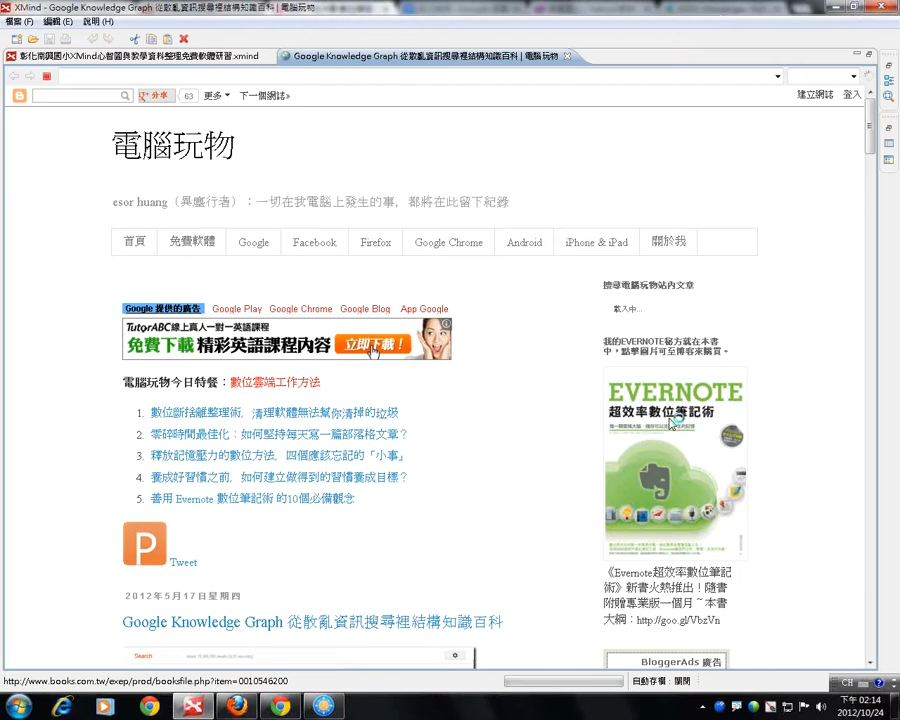 XMind - Google Knowledge Graph 從散亂資訊搜尋裡結構知識百科 | 電腦玩物
檔案(F) 編輯(E) 說明(H)
彰化南興國小XMind心智圖與教學資料整理免費軟體研習.xmind
Google Knowledge Graph 從散亂資訊搜尋裡結構知識百科 | 電腦玩物
g+ 分享 63 更多 下一個網誌»
建立網誌 登入
電腦玩物
esor huang（異塵行者）：一切在我電腦上發生的事，都將在此留下紀錄
首頁 免費軟體 Google Facebook Firefox Google Chrome Android iPhone & iPad 關於我
搜尋電腦玩物站內文章
載入中...
Google 提供的廣告 Google Play Google Chrome Google Blog App Google
TutorABC線上真人一對一英語課程
免費下載 精彩英語課程內容 立即下載！
我的EVERNOTE秘方就在本書
中，點擊圖片可至博客來購買。
電腦玩物今日特餐：數位雲端工作方法
1. 數位斷捨離整理術，清理軟體無法幫你清掉的垃圾
2. 零碎時間最佳化：如何堅持每天寫一篇部落格文章？
3. 釋放記憶壓力的數位方法，四個應該忘記的「小事」
4. 養成好習慣之前，如何建立做得到的習慣養成目標？
5. 善用 Evernote 數位筆記術 的10個必備觀念
EVERNOTE
超效率數位筆記術
P
Tweet
《Evernote超效率數位筆記
術》新書火熱推出！隨書
附贈專業版一個月～本書
大綱：http://goo.gl/VbzVn
2012年5月17日星期四
Google Knowledge Graph 從散亂資訊搜尋裡結構知識百科
Search
BloggerAds 廣告
http://www.books.com.tw/exep/prod/booksfile.php?item=0010546200
自動存檔：關閉
CH
下午 02:14
2012/10/24